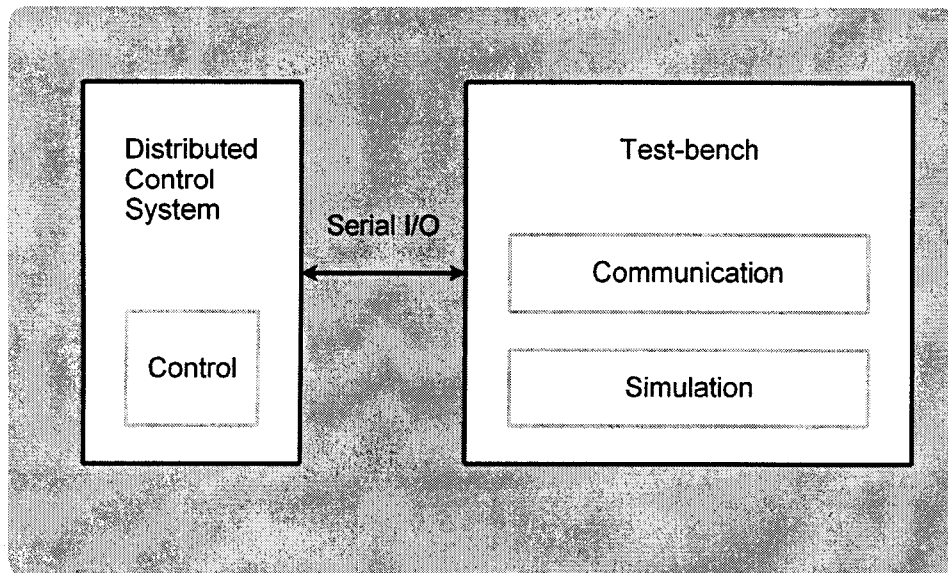 Distributed
Control
System
Control
Serial I/O
Test-bench
Communication
Simulation